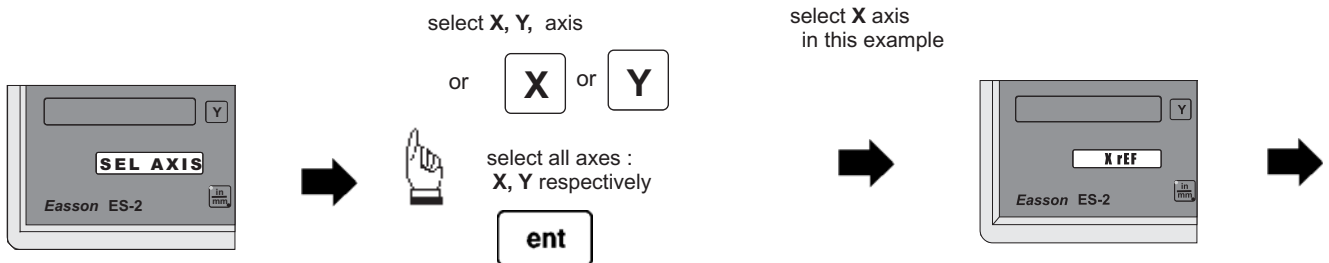 select X, Y, axis
or X or Y
select all axes :
X, Y respectively
ent
select X axis
in this example
Y
SEL AXIS
in
mm
Easson ES-2
Y
X rEF
in
mm
Easson ES-2